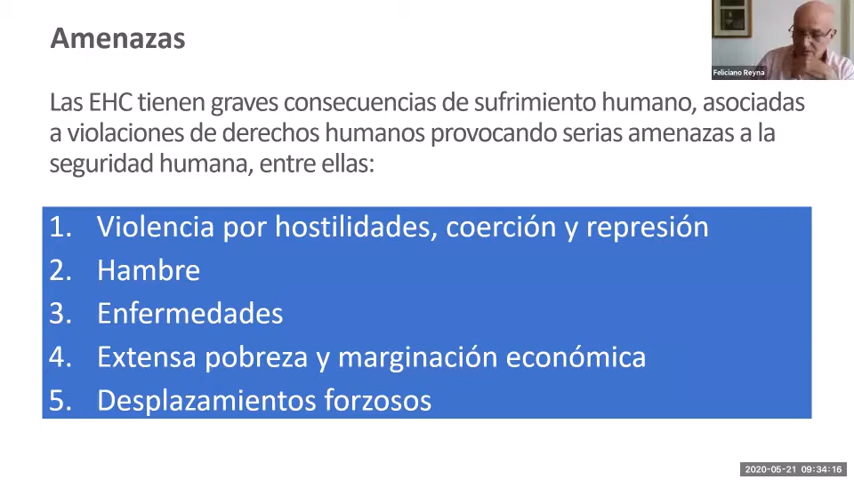 Amenazas
Feliciano Reyna
Las EHC tienen graves consecuencias de sufrimiento humano, asociadas
a violaciones de derechos humanos provocando serias amenazas a la
seguridad humana, entre ellas:
1. Violencia por hostilidades, coerción y represión
2. Hambre
3. Enfermedades
4. Extensa pobreza y marginación económica
5. Desplazamientos forzosos
2020-05-21 09:34:16